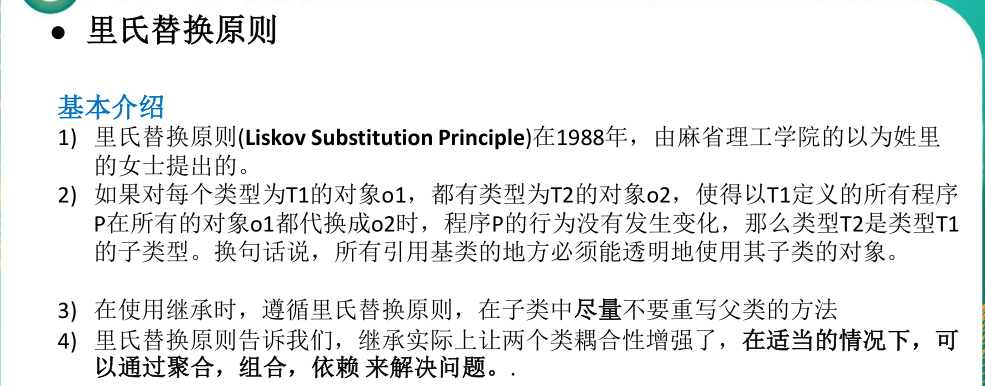 ● 里氏替换原则
基本介绍
1) 里氏替换原则(Liskov Substitution Principle)在1988年，由麻省理工学院的以为姓里
的女士提出的。
2) 如果对每个类型为T1的对象o1，都有类型为T2的对象o2，使得以T1定义的所有程序
P在所有的对象o1都代换成o2时，程序P的行为没有发生变化，那么类型T2是类型T1
的子类型。换句话说，所有引用基类的地方必须能透明地使用其子类的对象。
3) 在使用继承时，遵循里氏替换原则，在子类中尽量不要重写父类的方法
4) 里氏替换原则告诉我们，继承实际上让两个类耦合性增强了，在适当的情况下，可
以通过聚合，组合，依赖 来解决问题。.